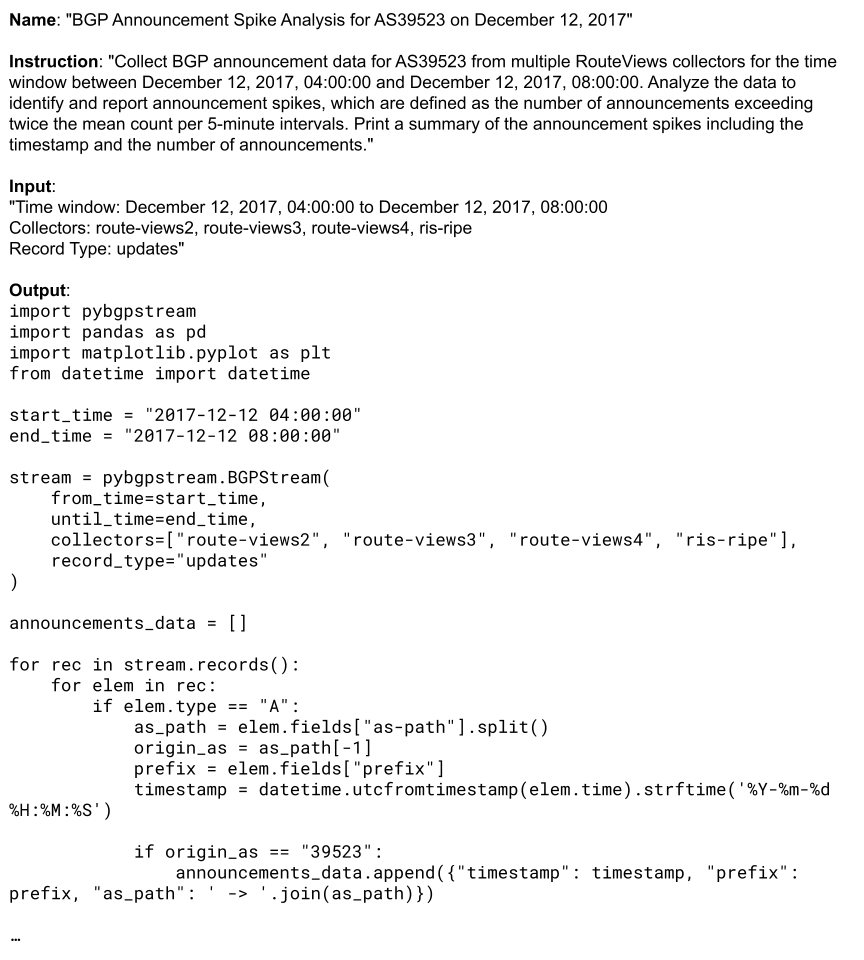 Name: "BGP Announcement Spike Analysis for AS39523 on December 12, 2017"
Instruction: "Collect BGP announcement data for AS39523 from multiple RouteViews collectors for the time
window between December 12, 2017, 04:00:00 and December 12, 2017, 08:00:00. Analyze the data to
identify and report announcement spikes, which are defined as the number of announcements exceeding
twice the mean count per 5-minute intervals. Print a summary of the announcement spikes including the
timestamp and the number of announcements."
Input:
"Time window: December 12, 2017, 04:00:00 to December 12, 2017, 08:00:00
Collectors: route-views2, route-views3, route-views4, ris-ripe
Record Type: updates"
Output:
import pybgpstream
import pandas as pd
import matplotlib.pyplot as plt
from datetime import datetime
start_time = "2017-12-12 04:00:00"
end_time = "2017-12-12 08:00:00"
stream = pybgpstream.BGPStream(
    from_time=start_time,
    until_time=end_time,
    collectors=["route-views2", "route-views3", "route-views4", "ris-ripe"],
    record_type="updates"
)
announcements_data = []
for rec in stream.records():
    for elem in rec:
        if elem.type == "A":
            as_path = elem.fields["as-path"].split()
            origin_as = as_path[-1]
            prefix = elem.fields["prefix"]
            timestamp = datetime.utcfromtimestamp(elem.time).strftime('%Y-%m-%d
%H:%M:%S')
            if origin_as == "39523":
                announcements_data.append({"timestamp": timestamp, "prefix":
prefix, "as_path": ' -> '.join(as_path)})
…